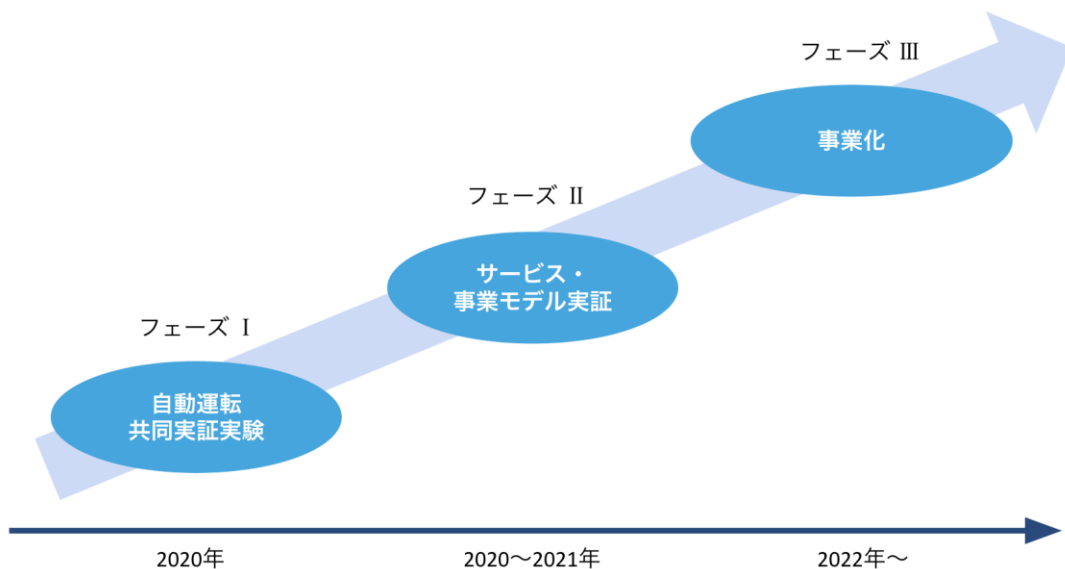 フェーズ Ⅲ
事業化
フェーズ Ⅱ
サービス・
事業モデル実証
フェーズ Ⅰ
自動運転
共同実証実験
2020年
2020～2021年
2022年～